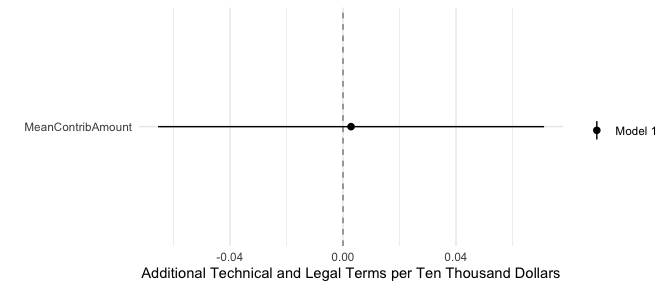 MeanContribAmount
Model 1
-0.04
0.00
0.04
Additional Technical and Legal Terms per Ten Thousand Dollars